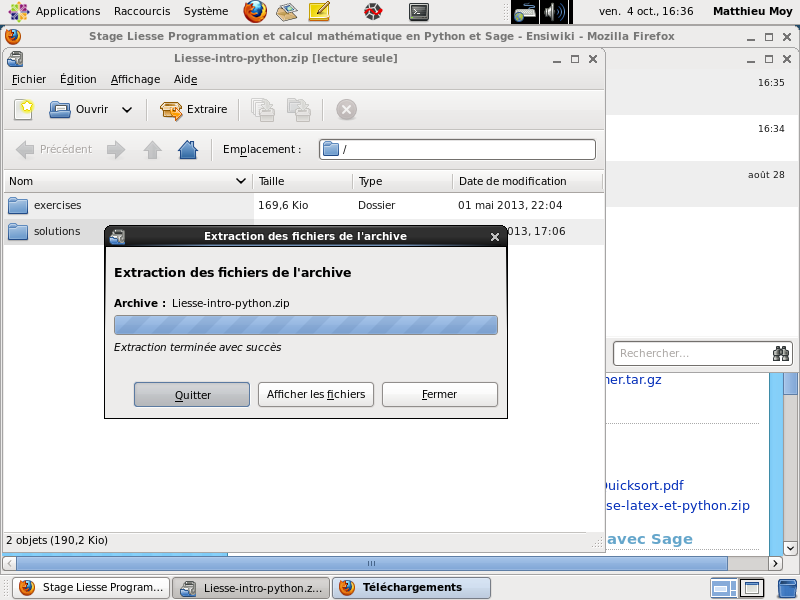 Applications Raccourcis Système ven. 4 oct., 16:36 Matthieu Moy
Stage Liesse Programmation et calcul mathématique en Python et Sage - Ensiwiki - Mozilla Firefox
Liesse-intro-python.zip [lecture seule]
Fichier Édition Affichage Aide
16:35
Ouvrir Extraire
16:34
Précédent Emplacement : /
août 28
Nom Taille Type Date de modification
exercises 169,6 Kio Dossier 01 mai 2013, 22:04
solutions 013, 17:06
Extraction des fichiers de l'archive
Extraction des fichiers de l'archive
Archive : Liesse-intro-python.zip
Extraction terminée avec succès
Rechercher...
ner.tar.gz
Quitter Afficher les fichiers Fermer
Quicksort.pdf
se-latex-et-python.zip
avec Sage
2 objets (190,2 Kio)
Stage Liesse Program... Liesse-intro-python.z... Téléchargements